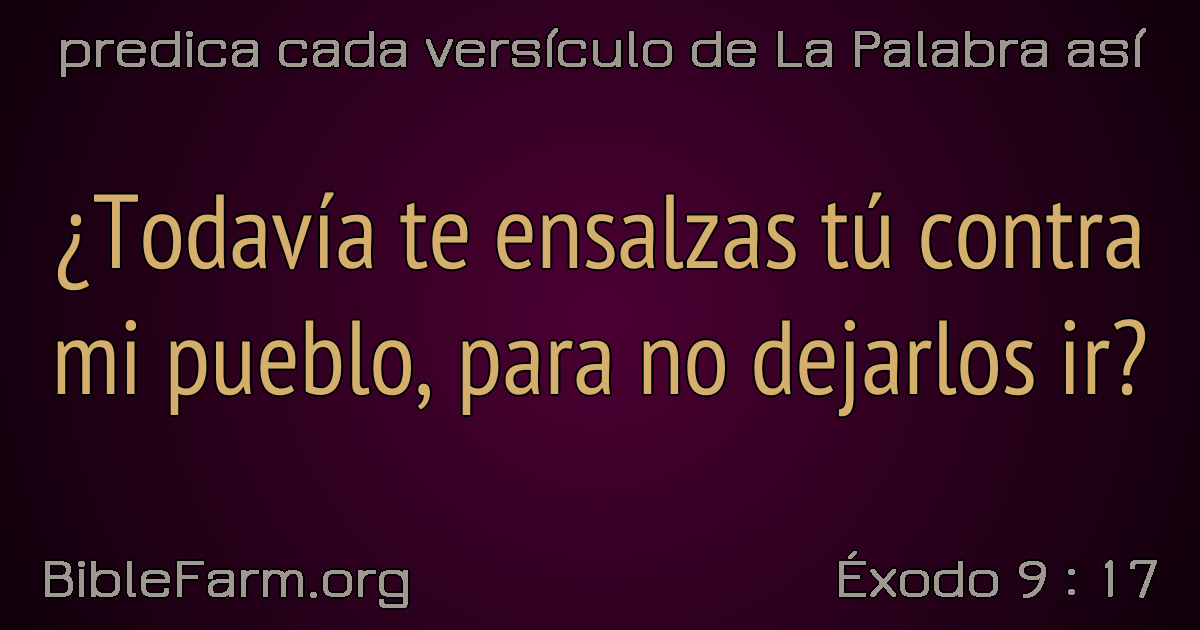 predica cada versículo de La Palabra así
¿Todavía te ensalzas tú contra
mi pueblo, para no dejarlos ir?
BibleFarm.org
Éxodo 9 : 17